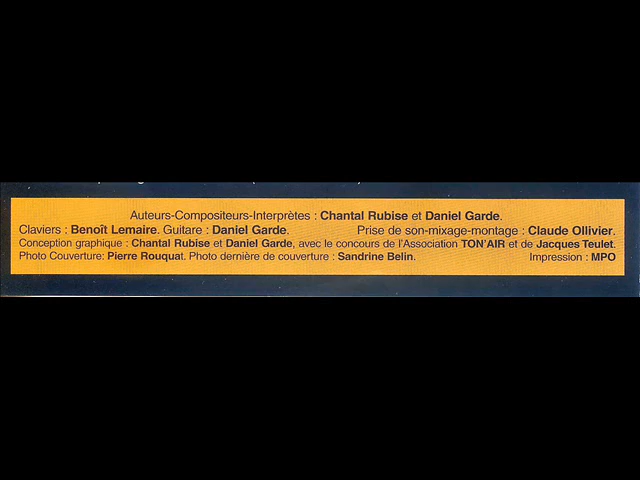 Auteurs-Compositeurs-Interprètes : Chantal Rubise et Daniel Garde.
Claviers : Benoît Lemaire. Guitare : Daniel Garde. Prise de son-mixage-montage : Claude Ollivier.
Conception graphique : Chantal Rubise et Daniel Garde, avec le concours de l'Association TON'AIR et de Jacques Teulet.
Photo Couverture: Pierre Rouquat. Photo dernière de couverture : Sandrine Belin. Impression : MPO